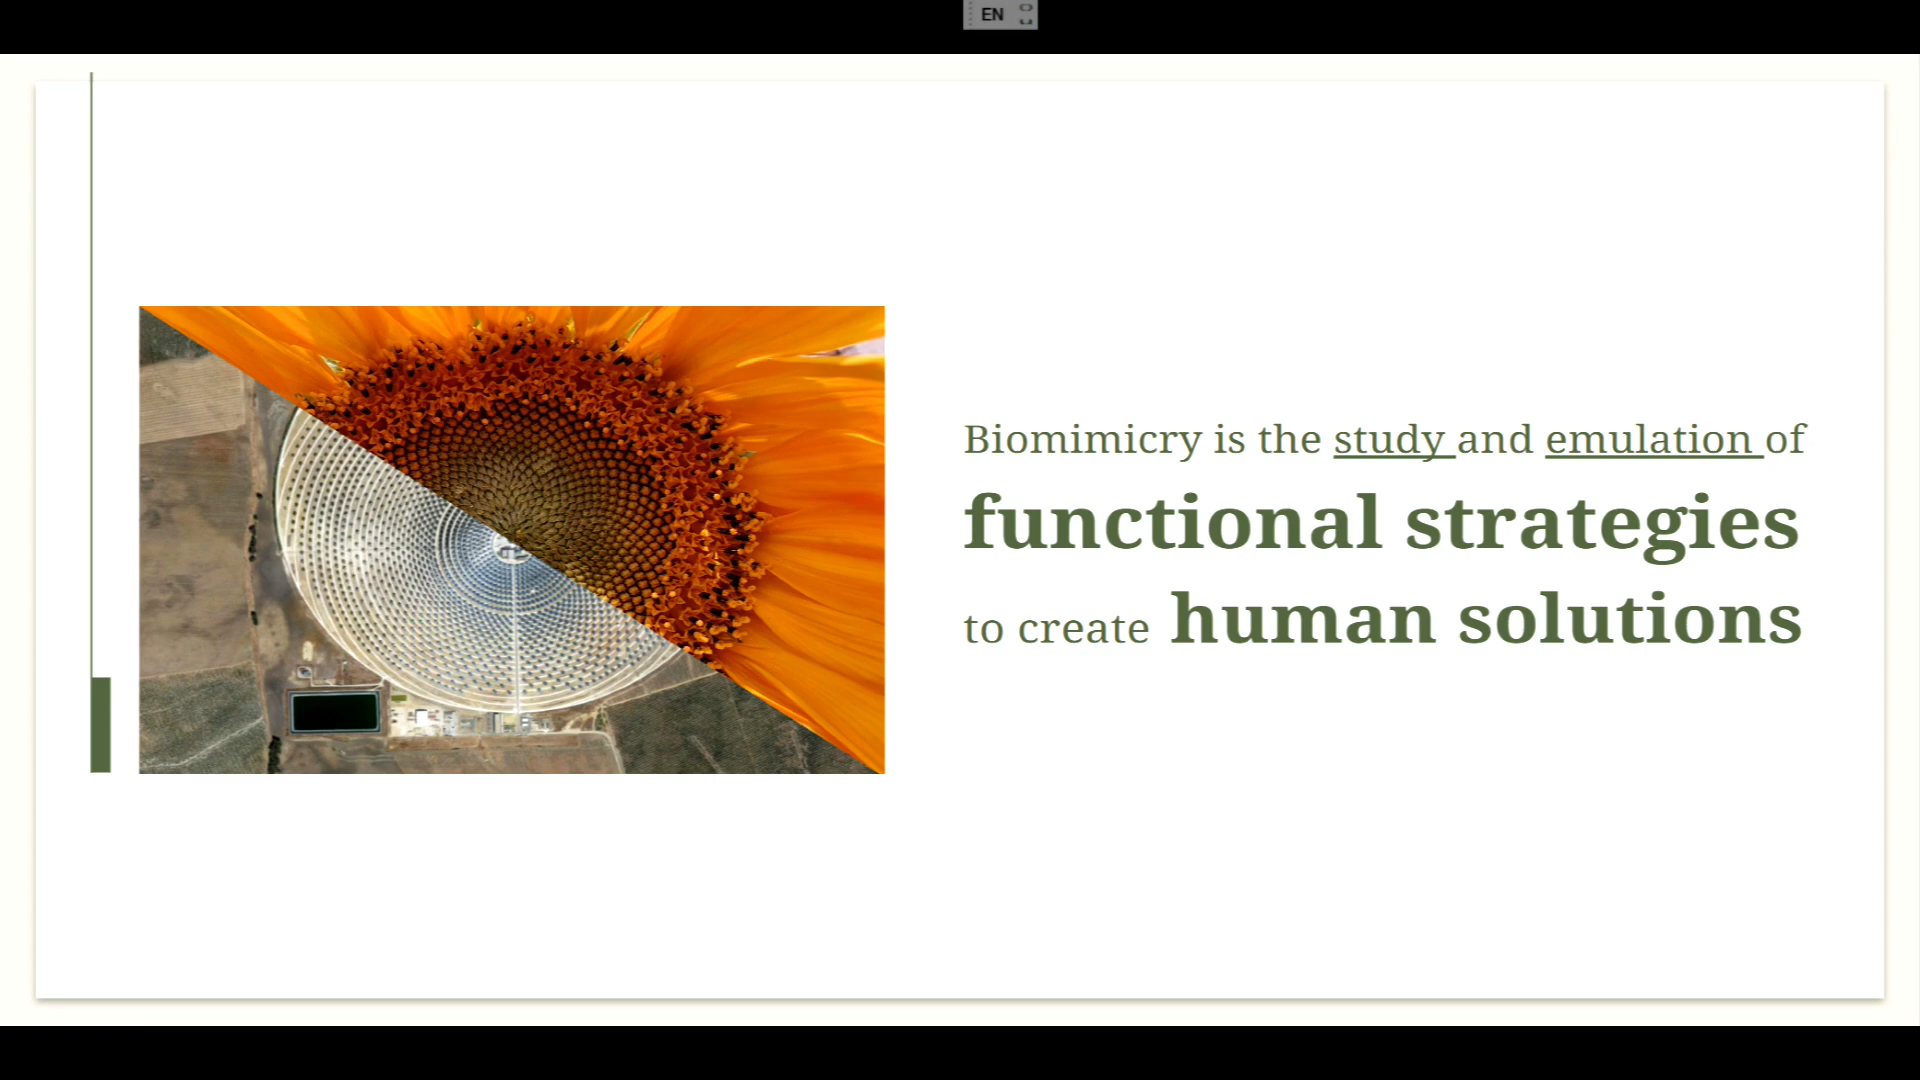 EN
Biomimicry is the study and emulation of
functional strategies
to create human solutions